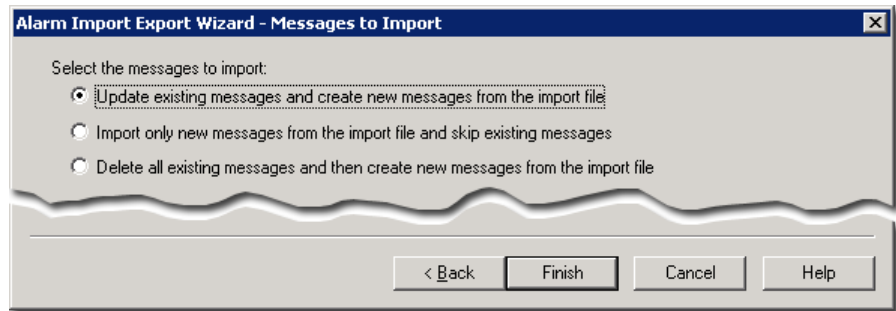 Alarm Import Export Wizard - Messages to Import
Select the messages to import:
Update existing messages and create new messages from the import file
Import only new messages from the import file and skip existing messages
Delete all existing messages and then create new messages from the import file
< Back Finish Cancel Help